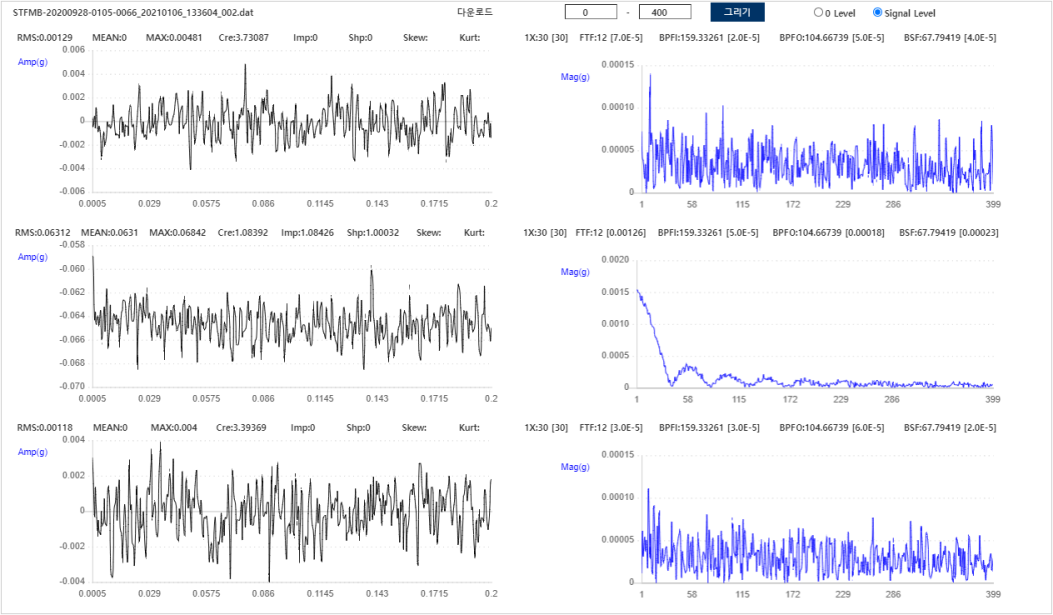 STFMB-20200928-0105-0066_20210106_133604_002.dat 다운로드 0 - 400 그리기 0 Level Signal Level
RMS:0.00129 MEAN:0 MAX:0.00481 Cre:3.73087 Imp:0 Shp:0 Skew: Kurt: 1X:30 [30] FTF:12 [7.0E-5] BPFI:159.33261 [2.0E-5] BPFO:104.66739 [5.0E-5] BSF:67.79419 [4.0E-5]
Amp(g) Mag(g)
0.006
0.004
0.002
0
-0.002
-0.004
-0.006
0.0005 0.029 0.0575 0.086 0.1145 0.143 0.1715 0.2
0.00015
0.00010
0.00005
0
1 58 115 172 229 286 399
RMS:0.06312 MEAN:0.0631 MAX:0.06842 Cre:1.08392 Imp:1.08426 Shp:1.00032 Skew: Kurt: 1X:30 [30] FTF:12 [0.00126] BPFI:159.33261 [5.0E-5] BPFO:104.66739 [0.00018] BSF:67.79419 [0.00023]
Amp(g) Mag(g)
-0.058
-0.060
-0.062
-0.064
-0.066
-0.068
-0.070
0.0005 0.029 0.0575 0.086 0.1145 0.143 0.1715 0.2
0.0020
0.0015
0.0010
0.0005
0
1 58 115 172 229 286 399
RMS:0.00118 MEAN:0 MAX:0.004 Cre:3.39369 Imp:0 Shp:0 Skew: Kurt: 1X:30 [30] FTF:12 [3.0E-5] BPFI:159.33261 [3.0E-5] BPFO:104.66739 [6.0E-5] BSF:67.79419 [2.0E-5]
Amp(g) Mag(g)
0.004
0.002
0
-0.002
-0.004
0.0005 0.029 0.0575 0.086 0.1145 0.143 0.1715 0.2
0.00015
0.00010
0.00005
0
1 58 115 172 229 286 399